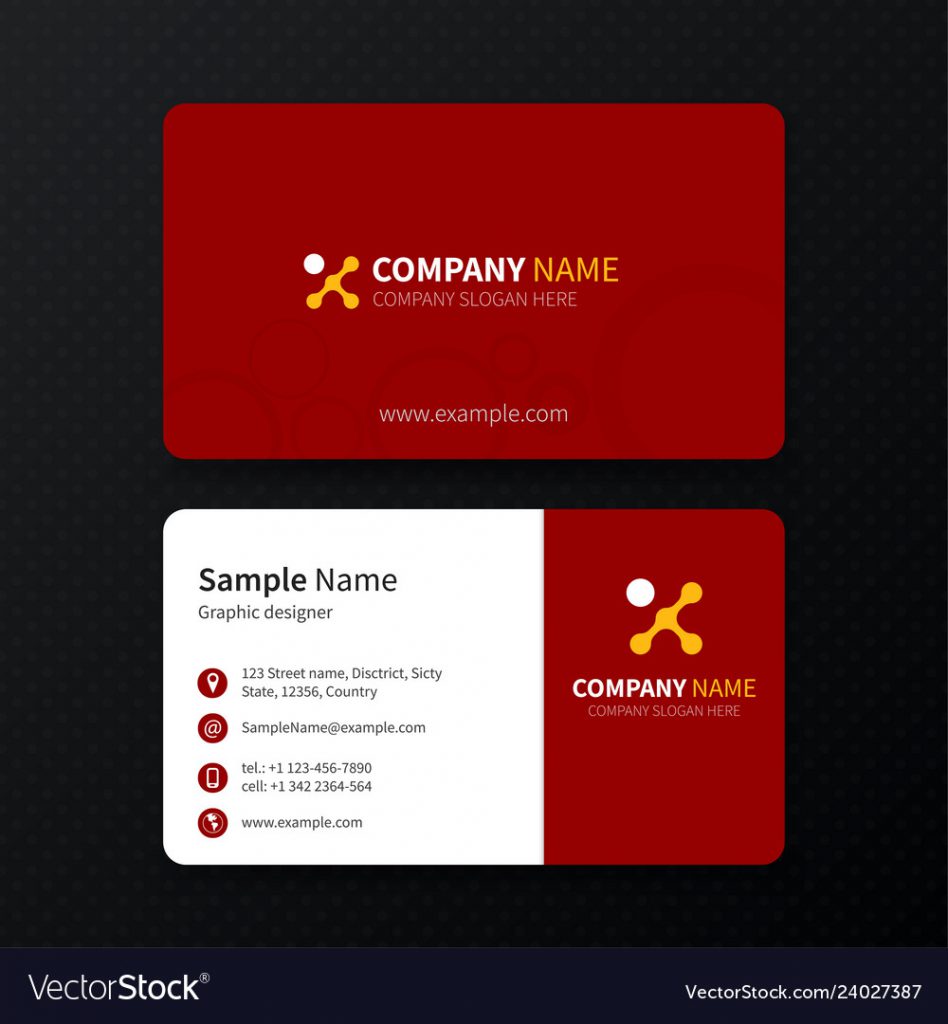 COMPANY NAME
COMPANY SLOGAN HERE
www.example.com
Sample Name
Graphic designer
123 Street name, Disctrict, Sicty
State, 12356, Country
@
SampleName@example.com
tel.: +1 123-456-7890
cell: +1 342 2364-564
www.example.com
COMPANY NAME
COMPANY SLOGAN HERE
VectorStock®
VectorStock.com/24027387